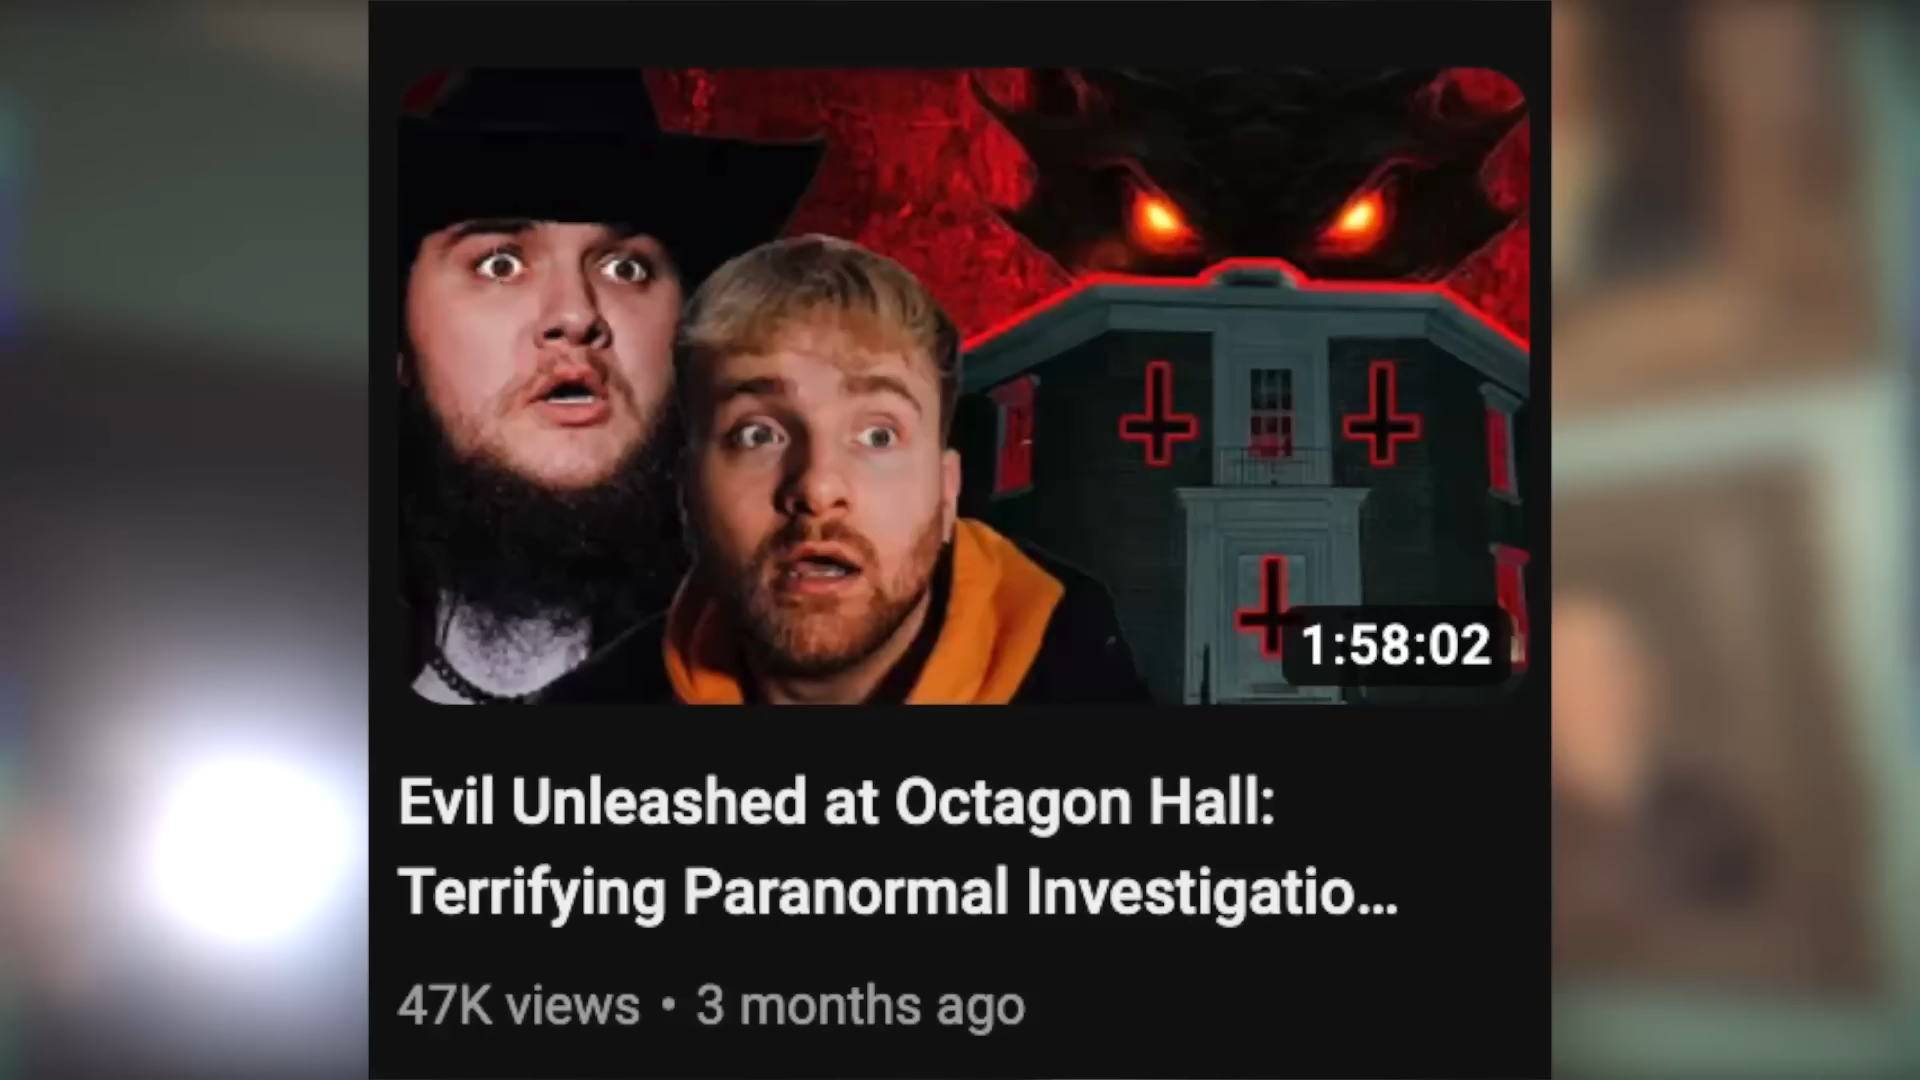 1:58:02
Evil Unleashed at Octagon Hall:
Terrifying Paranormal Investigatio...
47K views • 3 months ago